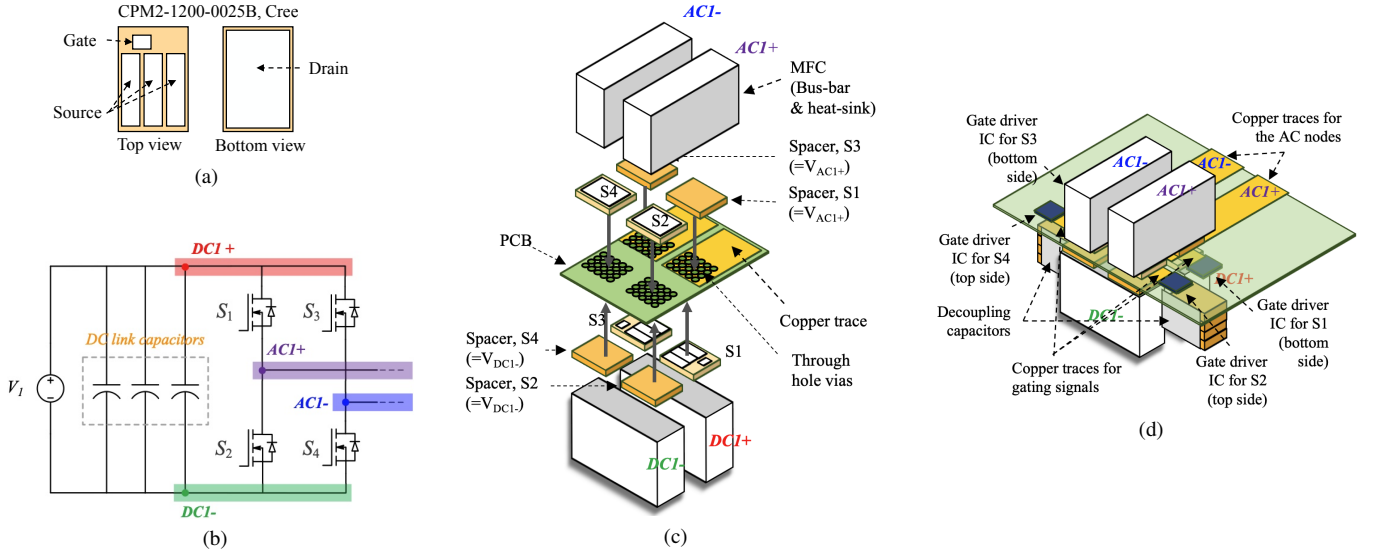 CPM2-1200-0025B, Cree
Gate
Source
Drain
Top view
Bottom view
(a)
DC1+
S1
S3
DC link capacitors
AC1+
V1
AC1-
S2
S4
DC1-
(b)
AC1-
AC1+
MFC
(Bus-bar
& heat-sink)
Spacer, S3
(=VAC1+)
Spacer, S1
(=VAC1+)
S4
S2
PCB
Copper trace
S3
S1
Through
hole vias
Spacer, S4
(=VDC1-)
Spacer, S2
(=VDC1-)
DC1+
DC1-
(c)
Gate driver
IC for S3
(bottom
side)
Copper traces for
the AC nodes
AC1-
AC1-
AC1+
AC1+
Gate driver
IC for S4
(top side)
DC1+
Decoupling
capacitors
DC1-
Gate driver
IC for S1
(bottom
side)
Copper traces for
gating signals
Gate driver
IC for S2
(top side)
(d)